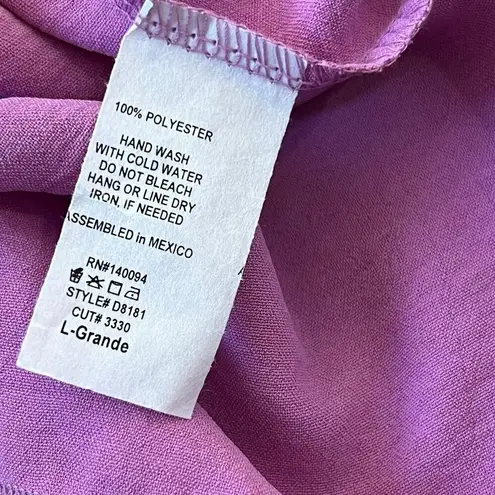 100% POLYESTER
HAND WASH
WITH COLD WATER
DO NOT BLEACH
HANG OR LINE DRY
IRON, IF NEEDED
ASSEMBLED in MEXICO
RN#140094
STYLE# D8181
CUT# 3330
L-Grande